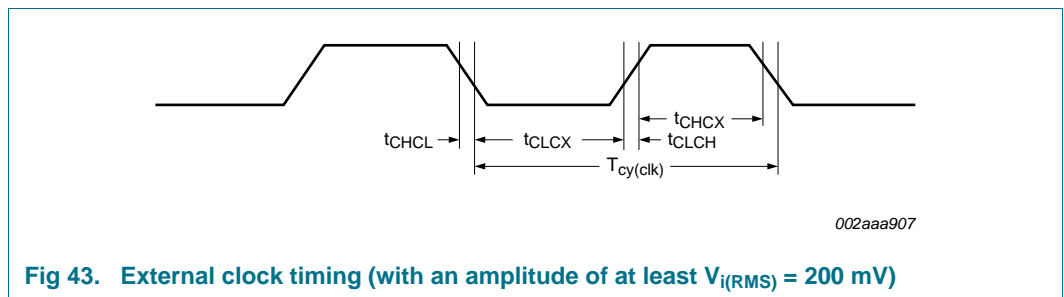 tCHCX
tCHCL tCLCX tCLCH
Tcy(clk)
002aaa907
Fig 43. External clock timing (with an amplitude of at least Vi(RMS) = 200 mV)